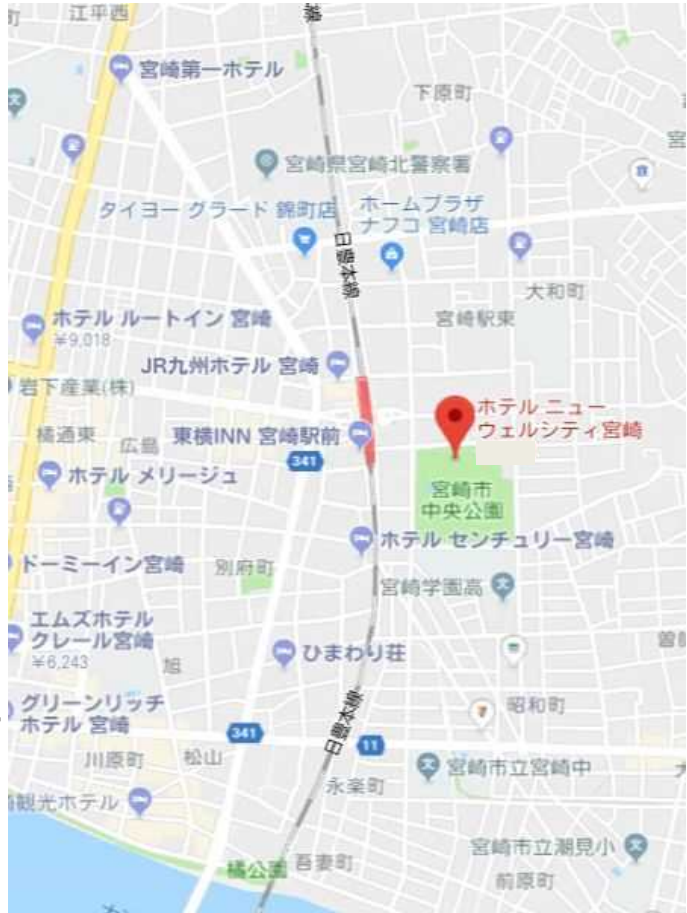 江平西
線
宮崎第一ホテル
下原町
宮
宮崎県宮崎北警察署
タイヨー グラード 錦町店
ホームプラザ
ナフコ 宮崎店
日豊本線
大和町
ホテル ルートイン 宮崎
¥9,018
宮崎駅東
JR九州ホテル 宮崎
岩下産業(株)
ホテル ニュー
ウェルシティ宮崎
橘通東
広島
東横INN 宮崎駅前
341
ホテル メリージュ
宮崎市
中央公園
ホテル センチュリー宮崎
ドーミーイン宮崎
別府町
宮崎学園高
エムズホテル
クレール宮崎
¥6,243
旭
ひまわり荘
グリーンリッチ
ホテル 宮崎
昭和町
日豊本線
341
11
川原町
松山
宮崎市立宮崎中
永楽町
観光ホテル
橘公園
吾妻町
宮崎市立潮見小
前原町